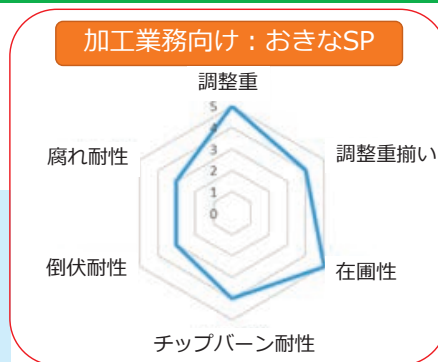 加工業務向け：おきなSP
調整重
5
4
3
2
1
0
調整重揃い
在圃性
チップバーン耐性
倒伏耐性
腐れ耐性